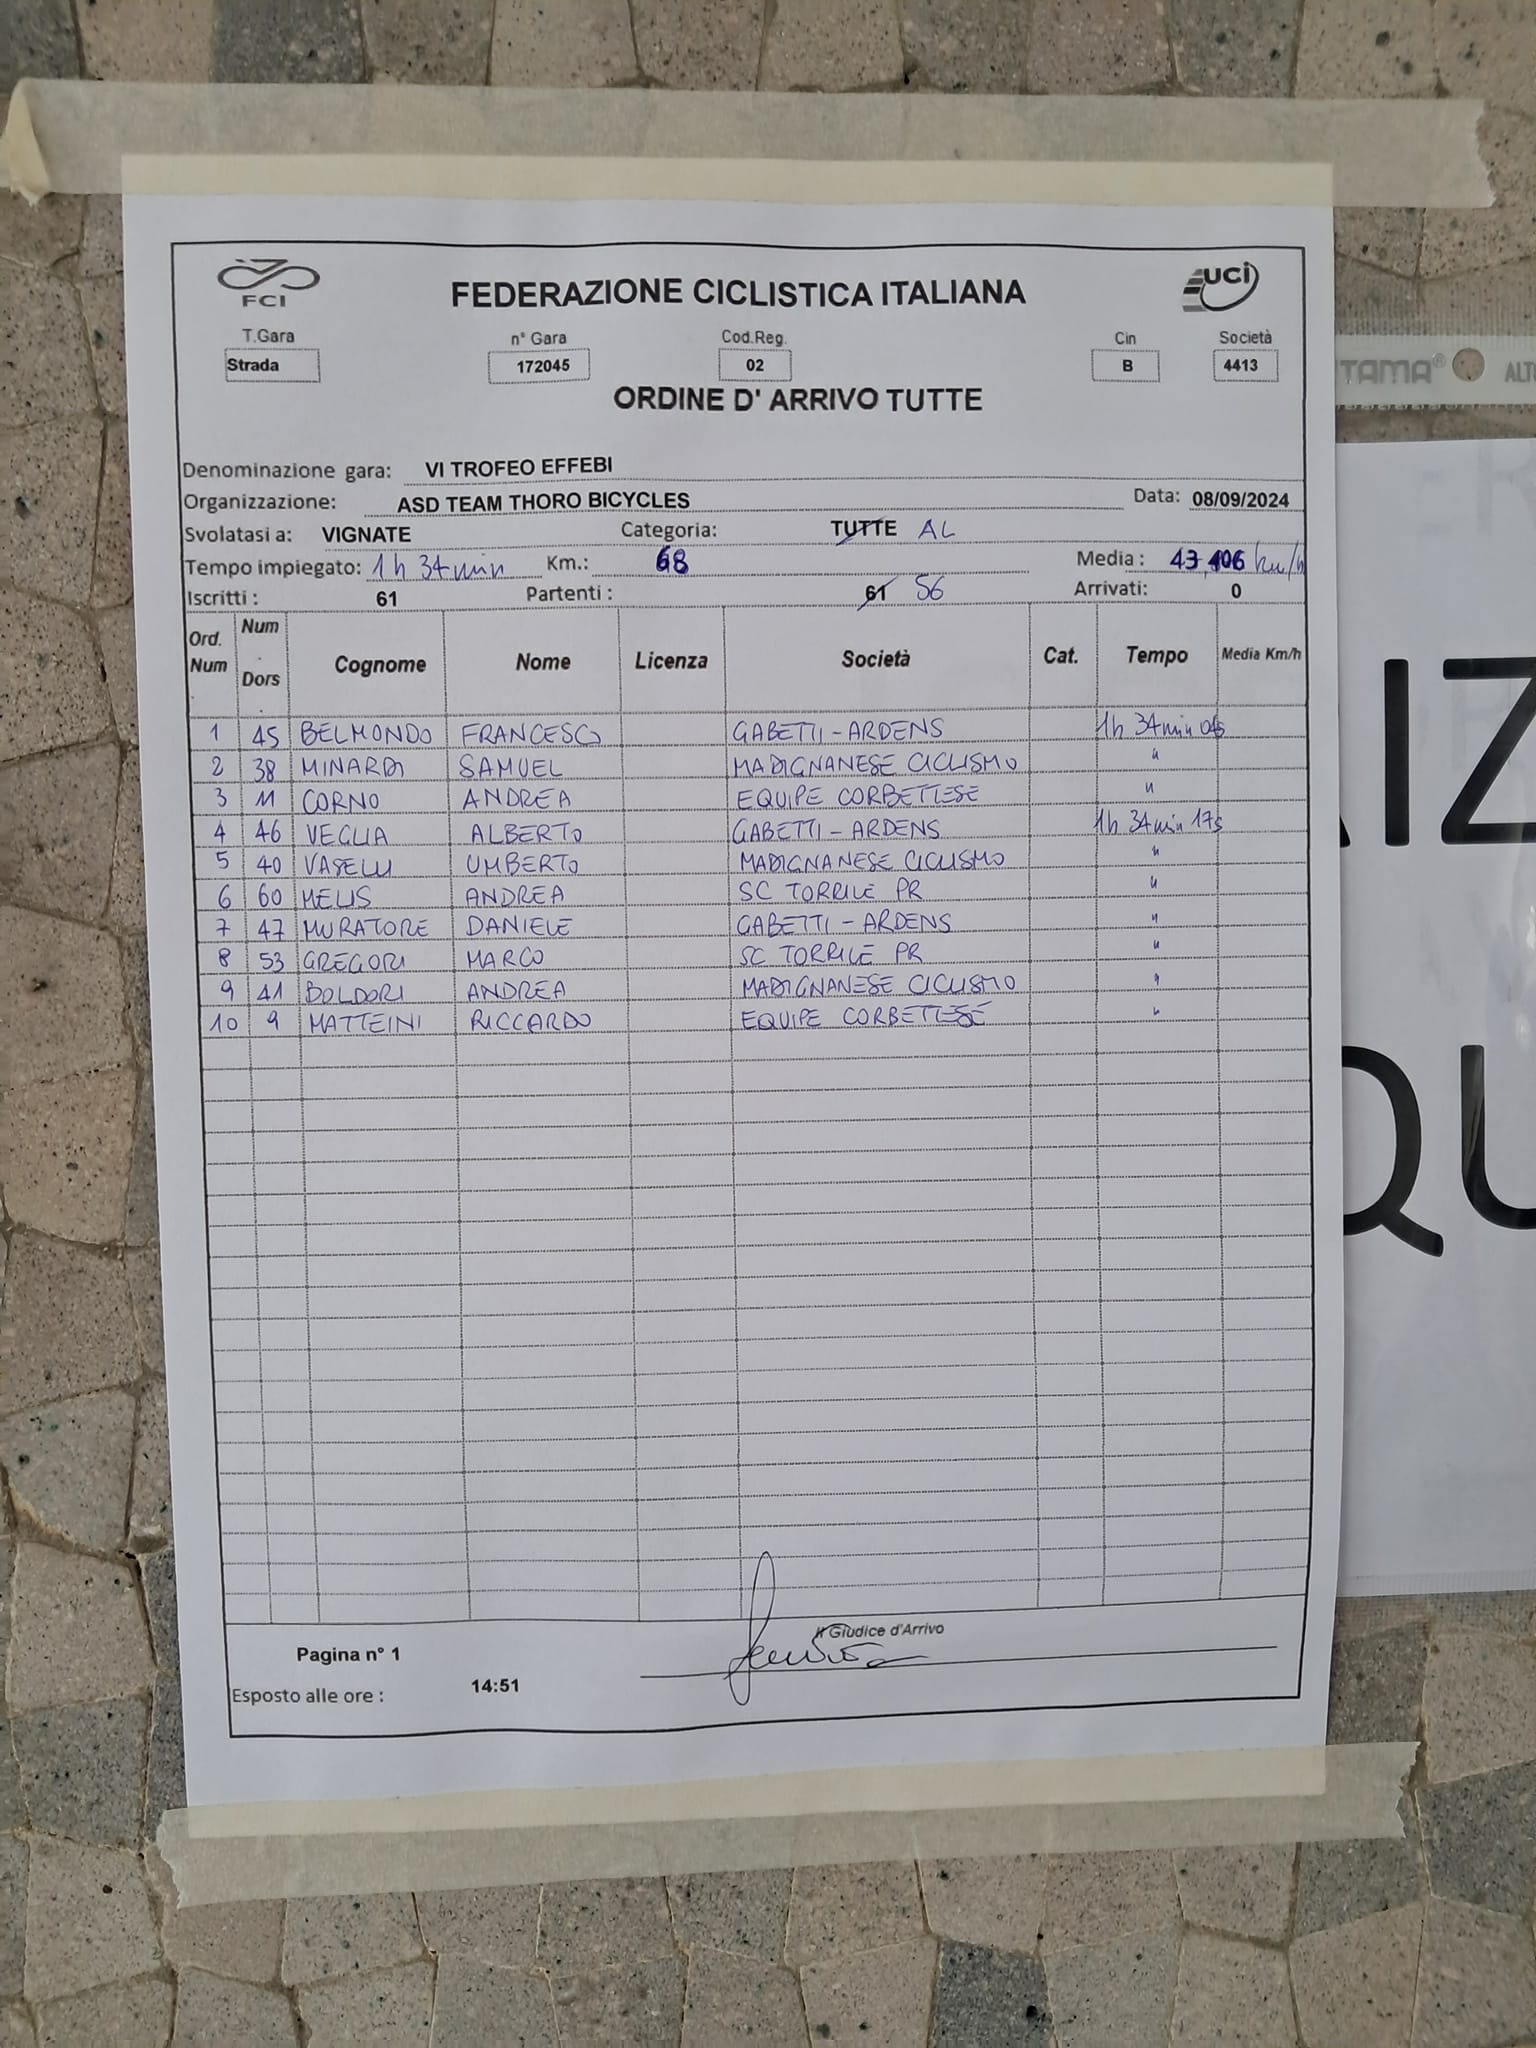 FCI
FEDERAZIONE CICLISTICA ITALIANA
UCI
T.Gara n° Gara Cod.Reg. Cin Società
Strada 172045 02 B 4413
ORDINE D' ARRIVO TUTTE
Denominazione gara: VI TROFEO EFFEBI
Organizzazione: ASD TEAM THORO BICYCLES Data: 08/09/2024
Svolatasi a: VIGNATE Categoria: TUTTE AL
Tempo impiegato: 1h 34min Km.: 68 Media : 43,406 km/h
Iscritti : 61 Partenti : 61 56 Arrivati: 0
Ord. Num Num. Dors. Cognome Nome Licenza Società Cat. Tempo Media Km/h
1 45 BELMONDO FRANCESCO GABETTI - ARDENS 1h 34min
2 38 MINARDI SAMUEL MADIGNANESE CICLISMO "
3 11 CORNO ANDREA EQUIPE CORBETTESE "
4 46 VEGLIA ALBERTO GABETTI - ARDENS 1h 34min 17s
5 40 VASELLI UMBERTO MADIGNANESE CICLISMO "
6 60 MELIS ANDREA SC TORRILE PR "
7 47 MURATORE DANIELE GABETTI - ARDENS "
8 53 GREGORI MARCO SC TORRILE PR "
9 41 BOLDORI ANDREA MADIGNANESE CICLISMO "
10 9 MATTEINI RICCARDO EQUIPE CORBETTESE "
Il Giudice d'Arrivo
Pagina n° 1
Esposto alle ore : 14:51
TAMA®
IZ
QU